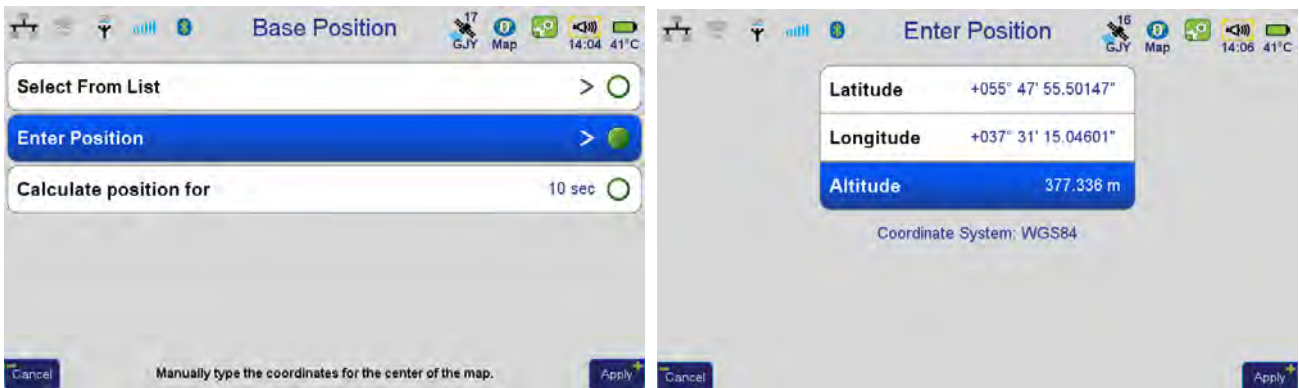 Base Position
17
GJY
Map
14:04 41°C
Select From List >
Enter Position >
Calculate position for 10 sec
Cancel
Manually type the coordinates for the center of the map.
Apply
Enter Position
16
GJY
Map
14:06 41°C
Latitude +055° 47' 55.50147"
Longitude +037° 31' 15.04601"
Altitude 377.336 m
Coordinate System: WGS84
Cancel
Apply